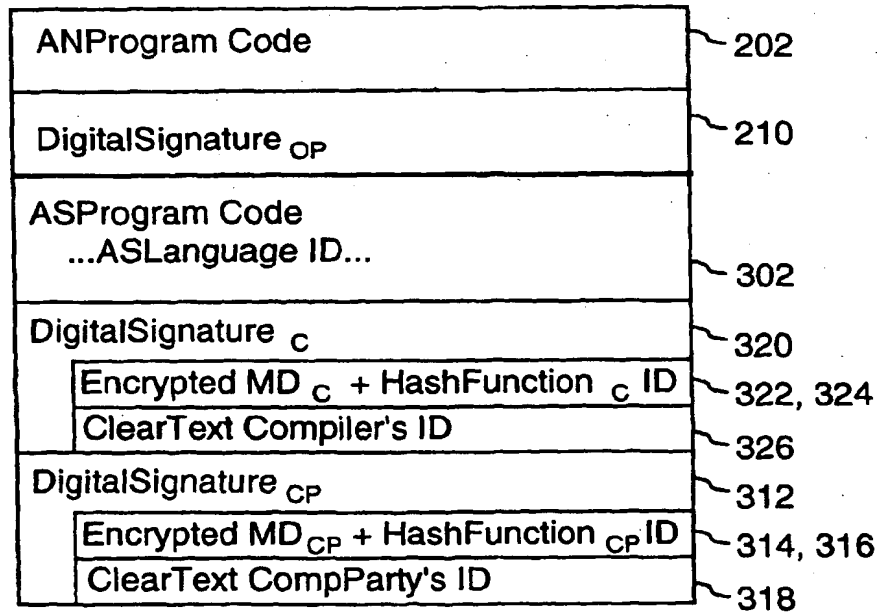 ANProgram Code 202
DigitalSignature OP 210
ASProgram Code
...ASLanguage ID... 302
DigitalSignature C 320
Encrypted MD C + HashFunction C ID 322, 324
ClearText Compiler's ID 326
DigitalSignature CP 312
Encrypted MD CP + HashFunction CP ID 314, 316
ClearText CompParty's ID 318